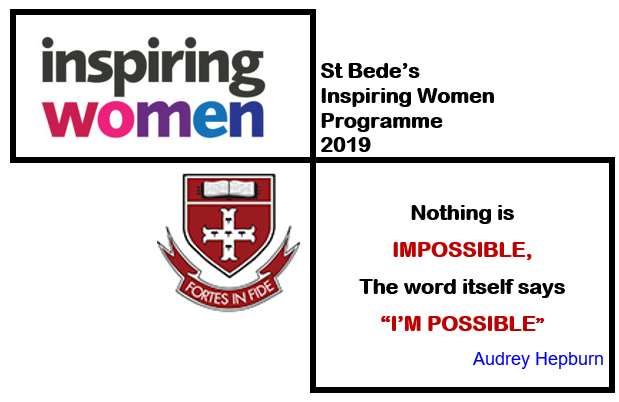 inspiring
women
St Bede’s
Inspiring Women
Programme
2019
FORTES IN FIDE
Nothing is
IMPOSSIBLE,
The word itself says
“I’M POSSIBLE”
Audrey Hepburn